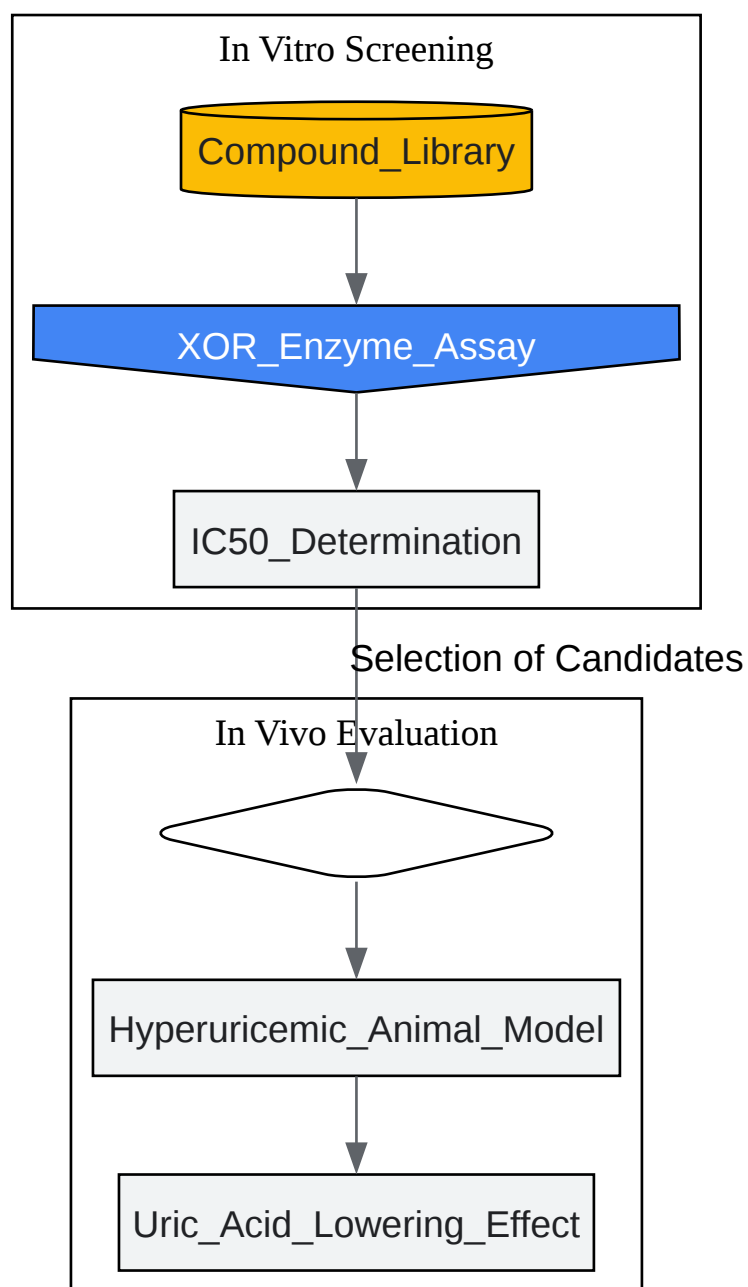 In Vitro Screening
Compound_Library
XOR_Enzyme_Assay
IC50_Determination
Selection of Candidates
In Vivo Evaluation
Hyperuricemic_Animal_Model
Uric_Acid_Lowering_Effect